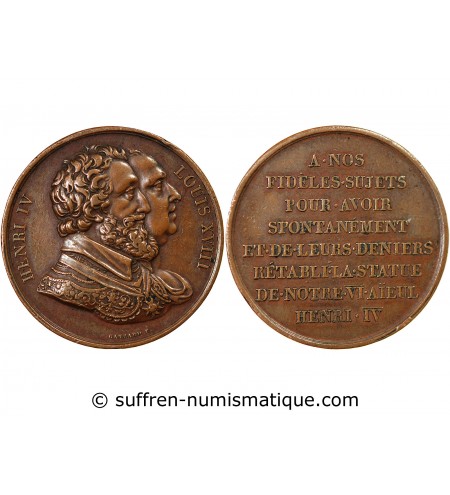 HENRI IV
LOUIS XVIII
A·NOS
FIDÈLES·SUJETS
POUR·AVOIR
SPONTANÉMENT
ET·DE·LEURS·DENIERS
RÉTABLI·LA·STATUE
DE·NOTRE·VI·AÏEUL
HENRI·IV
© suffren-numismatique.com